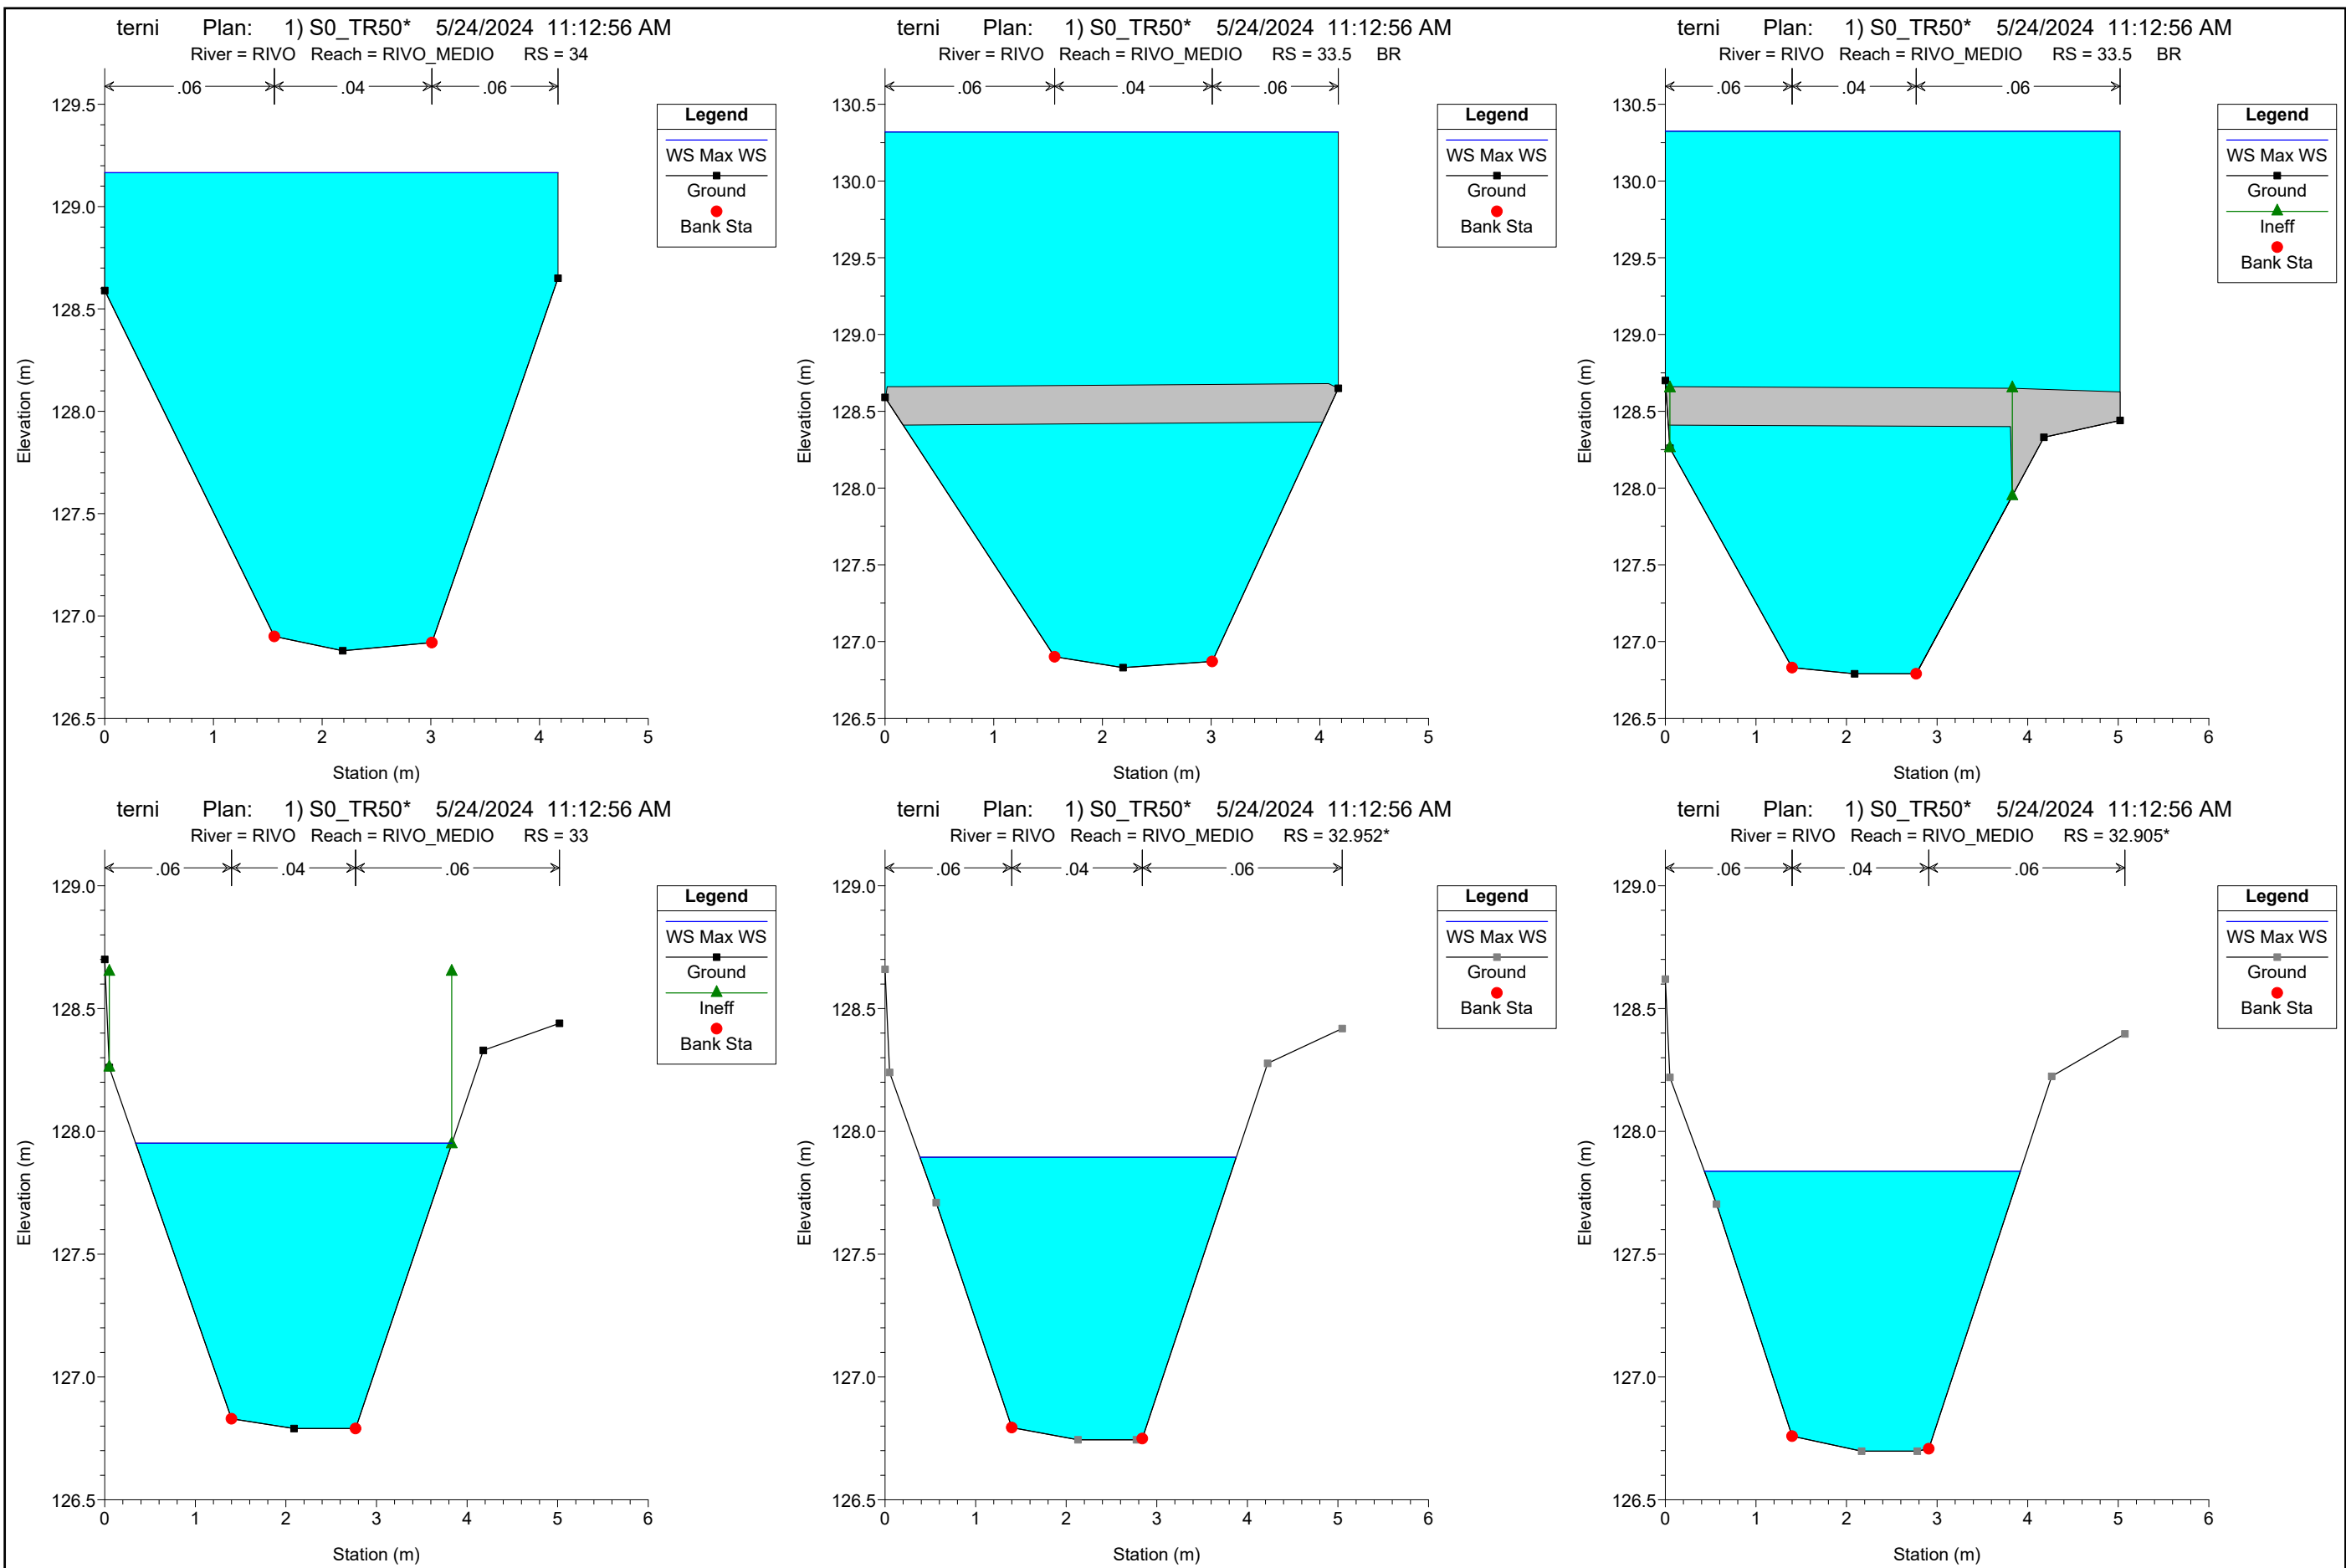 terni Plan: 1) S0_TR50* 5/24/2024 11:12:56 AM
River = RIVO Reach = RIVO_MEDIO RS = 34
.06 .04 .06
Legend
WS Max WS
Ground
Bank Sta
129.5
129.0
128.5
128.0
127.5
127.0
126.5
Elevation (m)
0 1 2 3 4 5
Station (m)
terni Plan: 1) S0_TR50* 5/24/2024 11:12:56 AM
River = RIVO Reach = RIVO_MEDIO RS = 33.5 BR
.06 .04 .06
Legend
WS Max WS
Ground
Bank Sta
130.5
130.0
129.5
129.0
128.5
128.0
127.5
127.0
126.5
Elevation (m)
0 1 2 3 4 5
Station (m)
terni Plan: 1) S0_TR50* 5/24/2024 11:12:56 AM
River = RIVO Reach = RIVO_MEDIO RS = 33.5 BR
.06 .04 .06
Legend
WS Max WS
Ground
Ineff
Bank Sta
130.5
130.0
129.5
129.0
128.5
128.0
127.5
127.0
126.5
Elevation (m)
0 1 2 3 4 5 6
Station (m)
terni Plan: 1) S0_TR50* 5/24/2024 11:12:56 AM
River = RIVO Reach = RIVO_MEDIO RS = 33
.06 .04 .06
Legend
WS Max WS
Ground
Ineff
Bank Sta
129.0
128.5
128.0
127.5
127.0
126.5
Elevation (m)
0 1 2 3 4 5 6
Station (m)
terni Plan: 1) S0_TR50* 5/24/2024 11:12:56 AM
River = RIVO Reach = RIVO_MEDIO RS = 32.952*
.06 .04 .06
Legend
WS Max WS
Ground
Bank Sta
129.0
128.5
128.0
127.5
127.0
126.5
Elevation (m)
0 1 2 3 4 5 6
Station (m)
terni Plan: 1) S0_TR50* 5/24/2024 11:12:56 AM
River = RIVO Reach = RIVO_MEDIO RS = 32.905*
.06 .04 .06
Legend
WS Max WS
Ground
Bank Sta
129.0
128.5
128.0
127.5
127.0
126.5
Elevation (m)
0 1 2 3 4 5 6
Station (m)